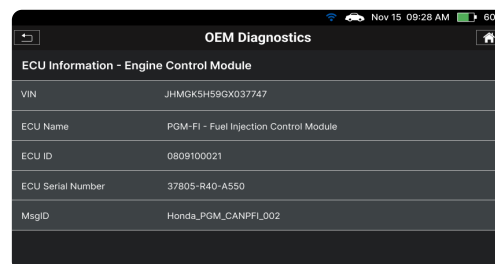 Nov 15 09:28 AM 60
OEM Diagnostics
ECU Information - Engine Control Module
VIN JHMGK5H59GX037747
ECU Name PGM-FI - Fuel Injection Control Module
ECU ID 0809100021
ECU Serial Number 37805-R40-A550
MsgID Honda_PGM_CANPFI_002